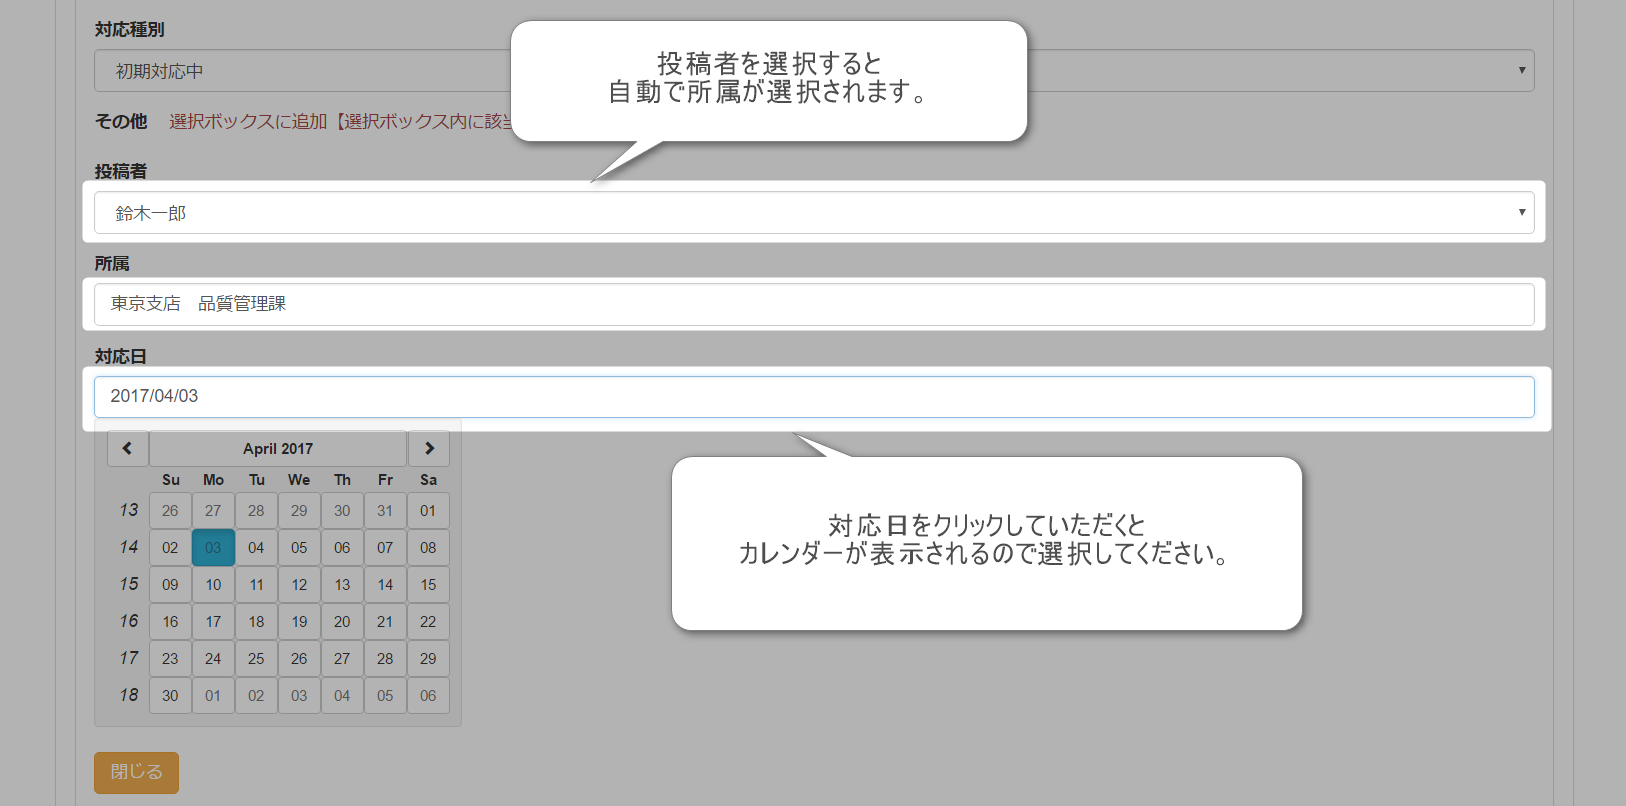 対応種別
初期対応中
投稿者を選択すると
自動で所属が選択されます。
その他 選択ボックスに追加【選択ボックス内に該
投稿者
鈴木一郎
所属
東京支店　品質管理課
対応日
2017/04/03
April 2017
Su Mo Tu We Th Fr Sa
13 26 27 28 29 30 31 01
14 02 03 04 05 06 07 08
15 09 10 11 12 13 14 15
16 16 17 18 19 20 21 22
17 23 24 25 26 27 28 29
18 30 01 02 03 04 05 06
対応日をクリックしていただくと
カレンダーが表示されるので選択してください。
閉じる